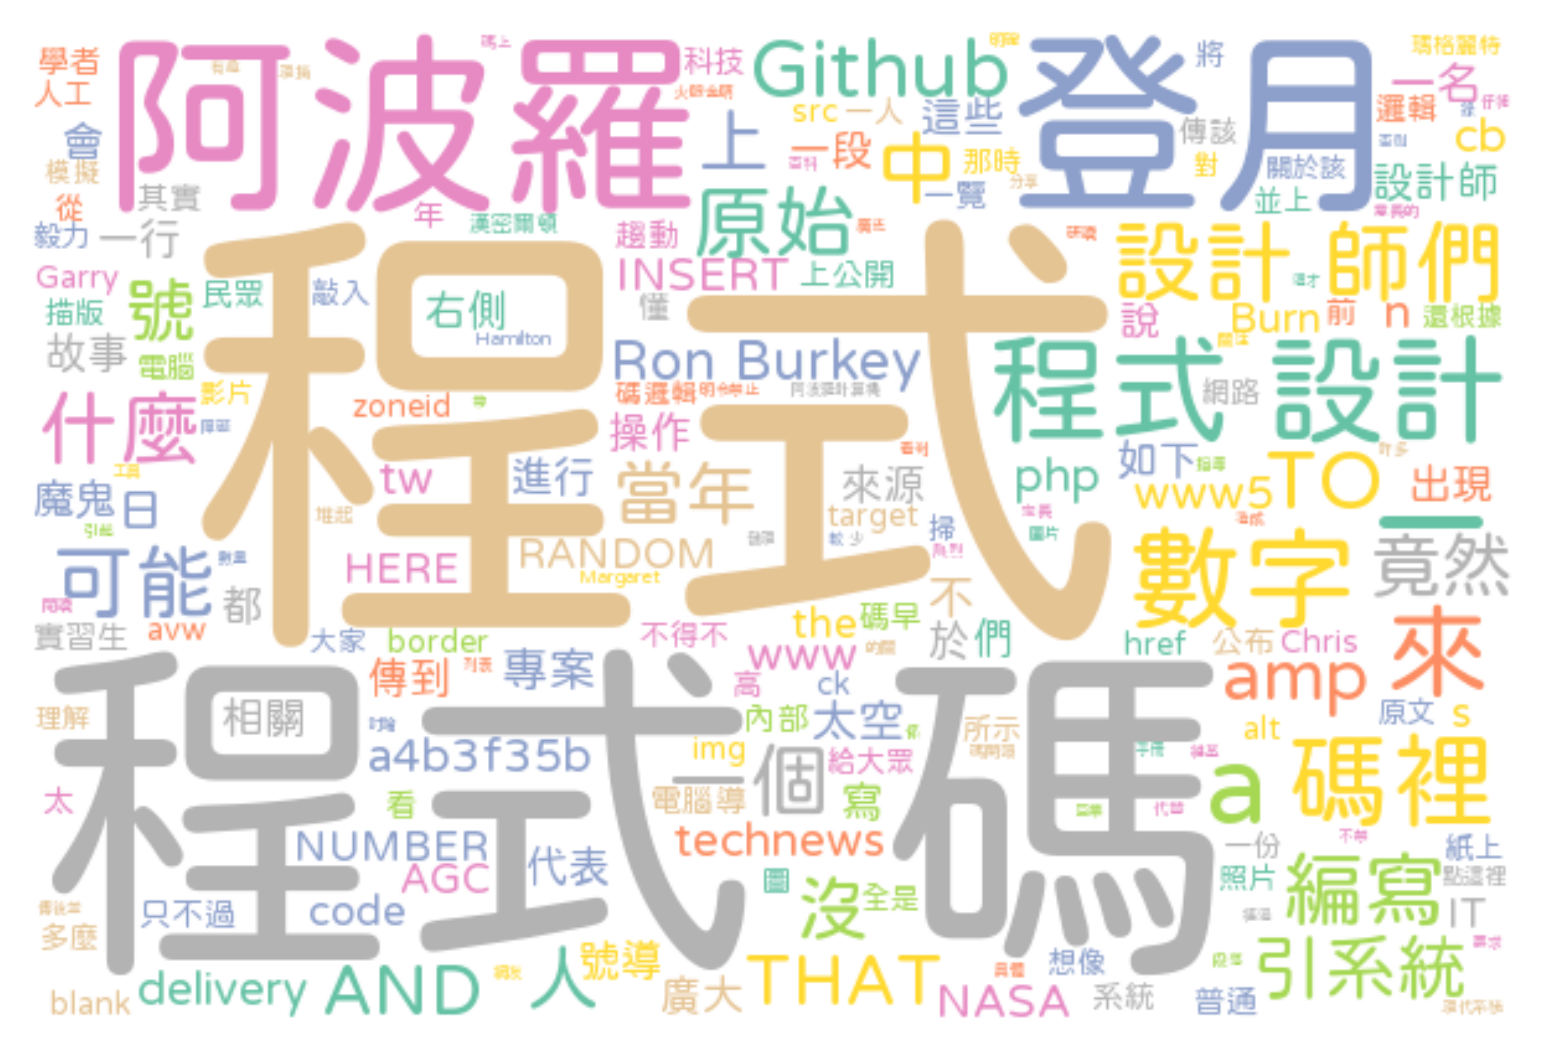 學者
人工
會
模擬
其實
從
毅力
一行
阿波羅
科技
Github
登月
將
瑪格麗特
一名
邏輯
cb
src
一人
這些
傳該
上
一段
中
那時
對
關於該
設計師
一覽
並上
年
漢密爾頓
趨動
原始
Garry
描版
號
民眾
敲入
右側
Hamilton
程式
懂
INSERT
上公開
設計
師們
說
Burn
前
n
還根據
故事
電腦
影片
什麼
zoneid
Ron Burkey
碼邏輯
阿波羅計算機
操作
程式
設計
網路
魔鬼
日
tw
進行
當年
來源
target
掃
php
如下
www5
TO
出現
可能
都
HERE
RANDOM
Margaret
不
數字
一
竟然
實習生
avw
大家
border
不得不
the
碼早
於
們
href
公布
Chris
來
傳到
專案
www
高
ck
amp
原文
s
理解
相關
程式碼
內部
太空
所示
alt
a4b3f35b
img
一個
給大眾
碼裡
太
看
電腦導
寫
a
NUMBER
AGC
代表
technews
圖
沒
全是
一份
紙上
照片
編寫
點這裡
IT
多麼
只不過
code
blank
delivery
AND
人
號導
廣大
THAT
NASA
想像
系統
普通
引系統